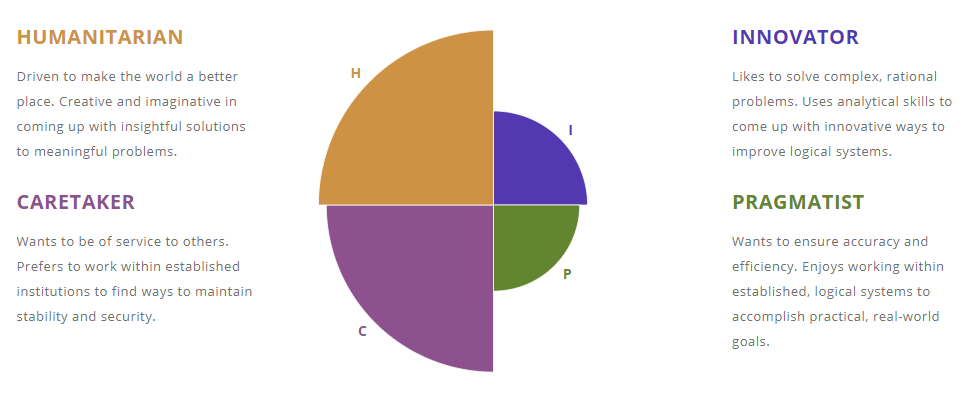 HUMANITARIAN
Driven to make the world a better
place. Creative and imaginative in
coming up with insightful solutions
to meaningful problems.
CARETAKER
Wants to be of service to others.
Prefers to work within established
institutions to find ways to maintain
stability and security.
H
I
P
C
INNOVATOR
Likes to solve complex, rational
problems. Uses analytical skills to
come up with innovative ways to
improve logical systems.
PRAGMATIST
Wants to ensure accuracy and
efficiency. Enjoys working within
established, logical systems to
accomplish practical, real-world
goals.